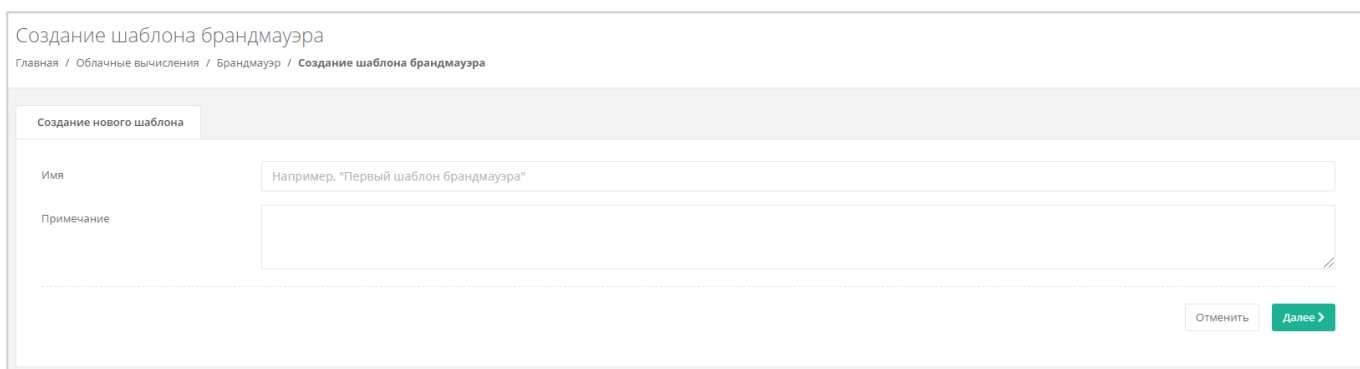 Создание шаблона брандмауэра
Главная / Облачные вычисления / Брандмауэр / Создание шаблона брандмауэра
Создание нового шаблона
Имя
Например, "Первый шаблон брандмауэра"
Примечание
Отменить
Далее